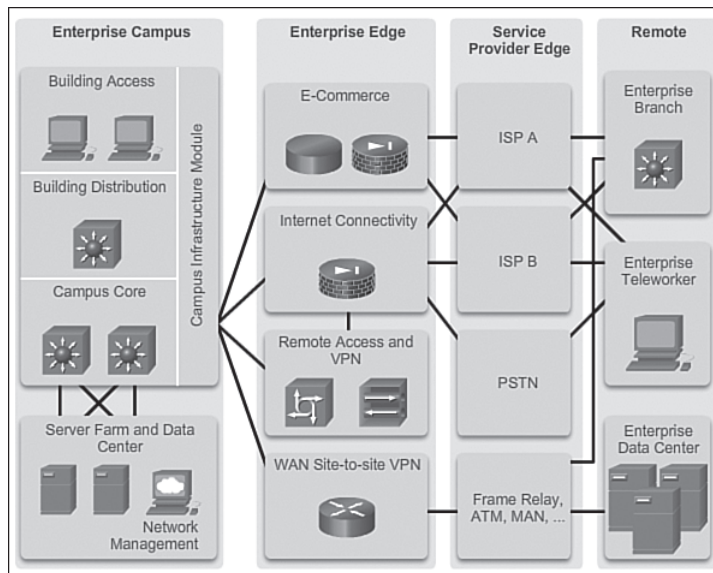 Enterprise Campus
Building Access
Building Distribution
Campus Core
Campus Infrastructure Module
Server Farm and Data
Center
Network
Management
Enterprise Edge
E-Commerce
Internet Connectivity
Remote Access and
VPN
WAN Site-to-site VPN
Service
Provider Edge
ISP A
ISP B
PSTN
Frame Relay,
ATM, MAN, ...
Remote
Enterprise
Branch
Enterprise
Teleworker
Enterprise
Data Center